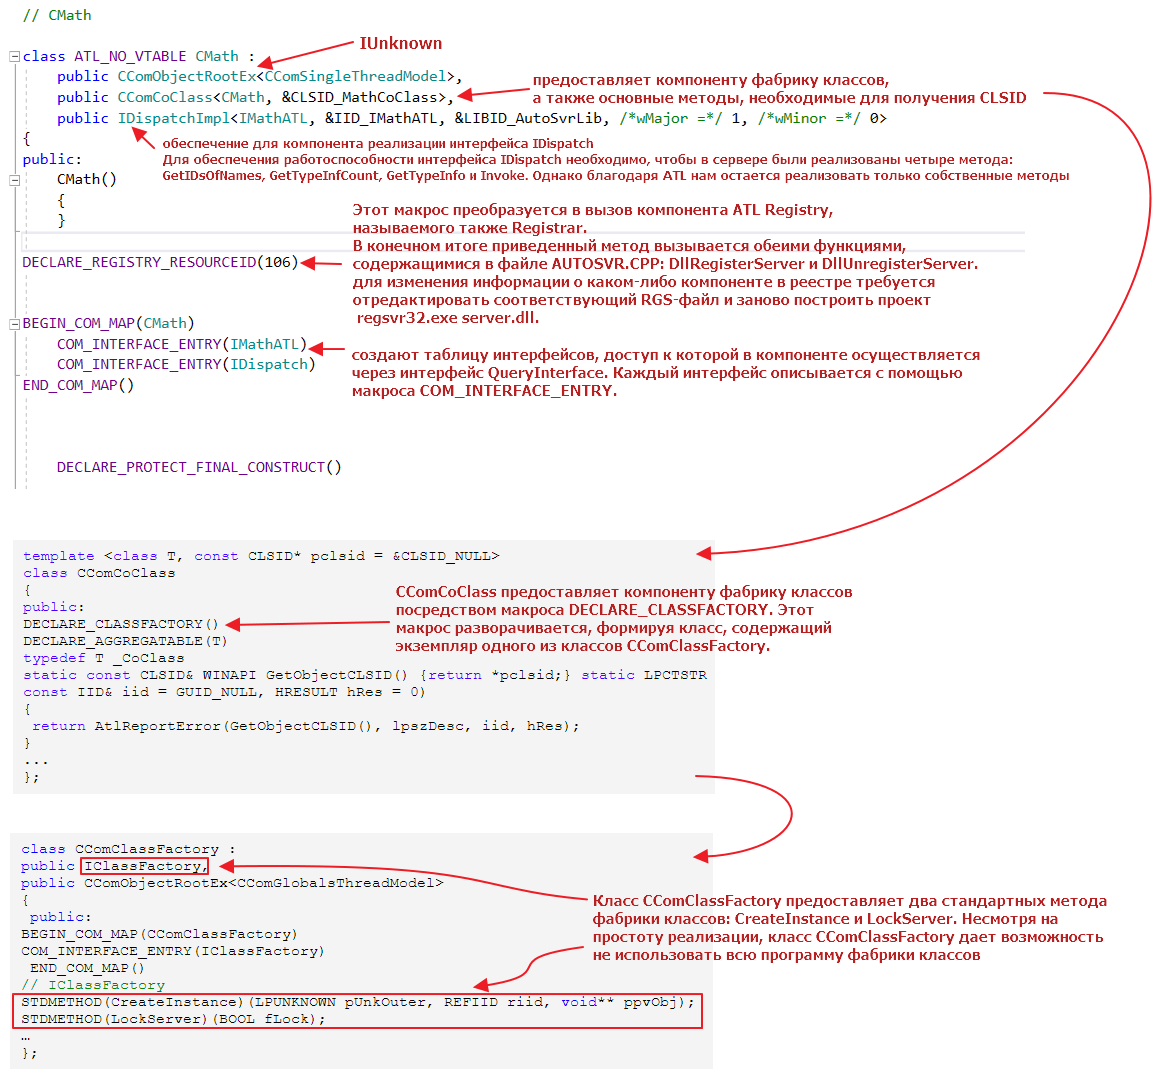 // CMath
IUnknown
class ATL_NO_VTABLE CMath :
public CComObjectRootEx<CComSingleThreadModel>,
предоставляет компоненту фабрику классов,
public CComCoClass<CMath, &CLSID_MathCoClass>,
а также основные методы, необходимые для получения CLSID
public IDispatchImpl<IMathATL, &IID_IMathATL, &LIBID_AutoSvrLib, /*wMajor =*/ 1, /*wMinor =*/ 0>
{
обеспечение для компонента реализации интерфейса IDispatch
public:
Для обеспечения работоспособности интерфейса IDispatch необходимо, чтобы в сервере были реализованы четыре метода:
CMath()
GetIDsOfNames, GetTypeInfCount, GetTypeInfo и Invoke. Однако благодаря ATL нам остается реализовать только собственные методы
{
}
Этот макрос преобразуется в вызов компонента ATL Registry,
называемого также Registrar.
В конечном итоге приведенный метод вызывается обеими функциями,
DECLARE_REGISTRY_RESOURCEID(106)
содержащимися в файле AUTOSVR.CPP: DllRegisterServer и DllUnregisterServer.
для изменения информации о каком-либо компоненте в реестре требуется
отредактировать соответствующий RGS-файл и заново построить проект
regsvr32.exe server.dll.
BEGIN_COM_MAP(CMath)
COM_INTERFACE_ENTRY(IMathATL)
COM_INTERFACE_ENTRY(IDispatch)
END_COM_MAP()
создают таблицу интерфейсов, доступ к которой в компоненте осуществляется
через интерфейс QueryInterface. Каждый интерфейс описывается с помощью
макроса COM_INTERFACE_ENTRY.
DECLARE_PROTECT_FINAL_CONSTRUCT()
template <class T, const CLSID* pclsid = &CLSID_NULL>
class CComCoClass
{
public:
DECLARE_CLASSFACTORY()
DECLARE_AGGREGATABLE(T)
typedef T _CoClass
static const CLSID& WINAPI GetObjectCLSID() {return *pclsid;} static LPCTSTR
const IID& iid = GUID_NULL, HRESULT hRes = 0)
{
return AtlReportError(GetObjectCLSID(), lpszDesc, iid, hRes);
}
...
};
CComCoClass предоставляет компоненту фабрику классов
посредством макроса DECLARE_CLASSFACTORY. Этот
макрос разворачивается, формируя класс, содержащий
экземпляр одного из классов CComClassFactory.
class CComClassFactory :
public IClassFactory,
public CComObjectRootEx<CComGlobalsThreadModel>
{
public:
BEGIN_COM_MAP(CComClassFactory)
COM_INTERFACE_ENTRY(IClassFactory)
END_COM_MAP()
// IClassFactory
STDMETHOD(CreateInstance)(LPUNKNOWN pUnkOuter, REFIID riid, void** ppvObj);
STDMETHOD(LockServer)(BOOL fLock);
…
};
Класс CComClassFactory предоставляет два стандартных метода
фабрики классов: CreateInstance и LockServer. Несмотря на
простоту реализации, класс CComClassFactory дает возможность
не использовать всю программу фабрики классов